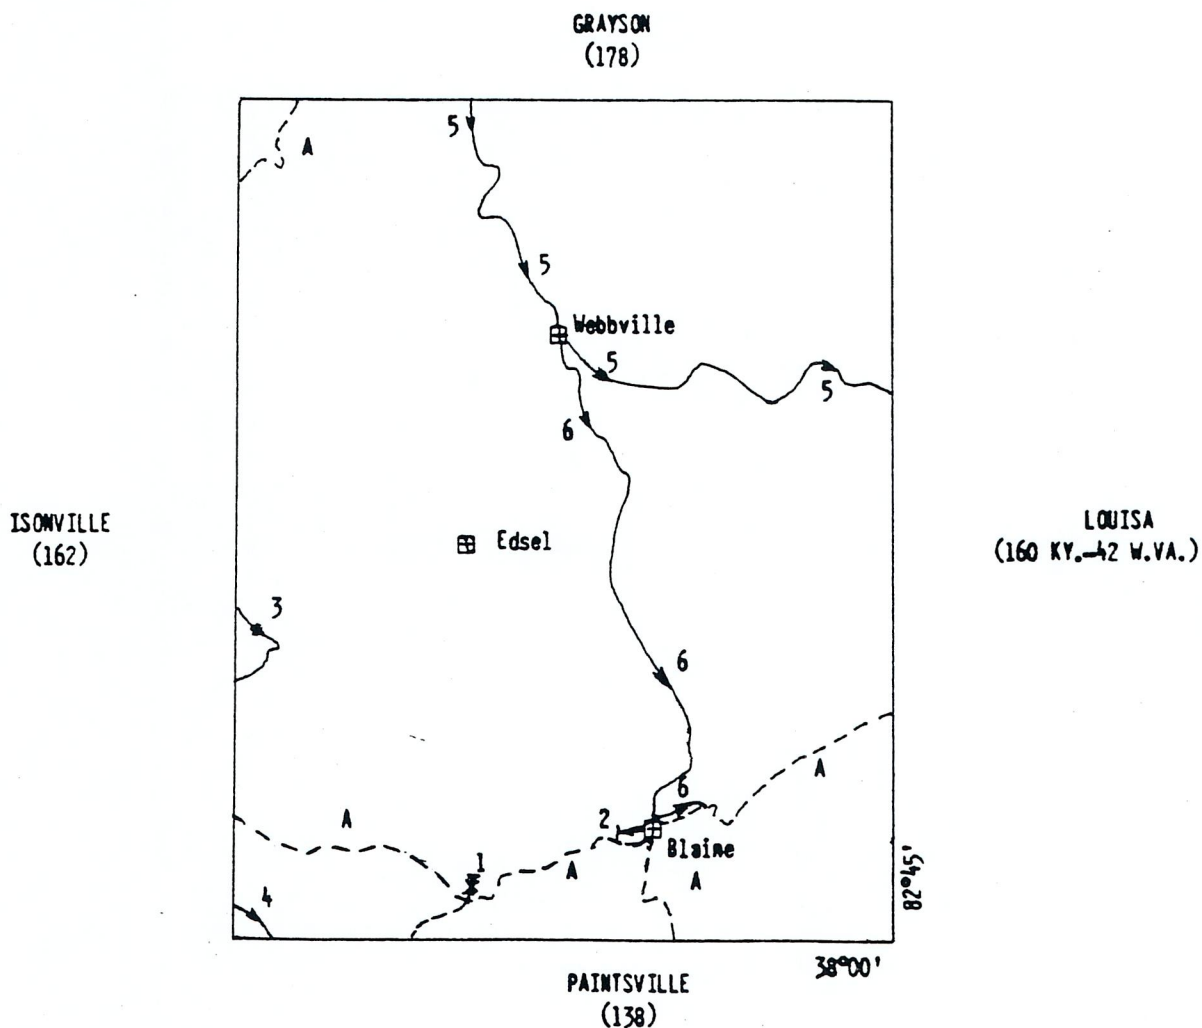 GRAYSON
(178)
A
5
5
Webbville
5
5
6
ISONVILLE
(162)
Edsel
LOUISA
(160 KY.-42 W.VA.)
3
6
A
6
A
2
Blaine
1
A
A
82°45'
4
38°00'
PAINTSVILLE
(138)